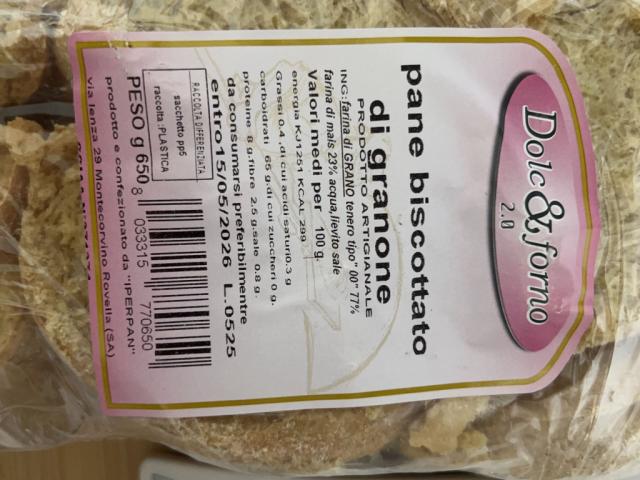 Dolc&forno
2.0
pane biscottato
di granone
PRODOTTO ARTIGIANALE
ING:farina di GRANO tenero tipo" 00" 77%
farina di mais 23% acqua,lievito sale
Valori medi per 100 g.
energia KJ1251 KCAL 299
Grassi 0,4 .di cui acidi saturi0.3 g
carboidrati 65 g.di cui zuccheri 0 g.
proteine 8 g.fibre 2.5 g.sale 0.8 g.
da consumarsi preferibilmentre
entro15/05/2026 L.0525
RACCOLTA DIFFERENZIATA
sacchetto pp5
raccolta :PLASTICA
PESO g 650
8 033315 770650
prodotto e confezionato da "IPERPAN"
via lenza 29 Montecorvino Rovella (SA)